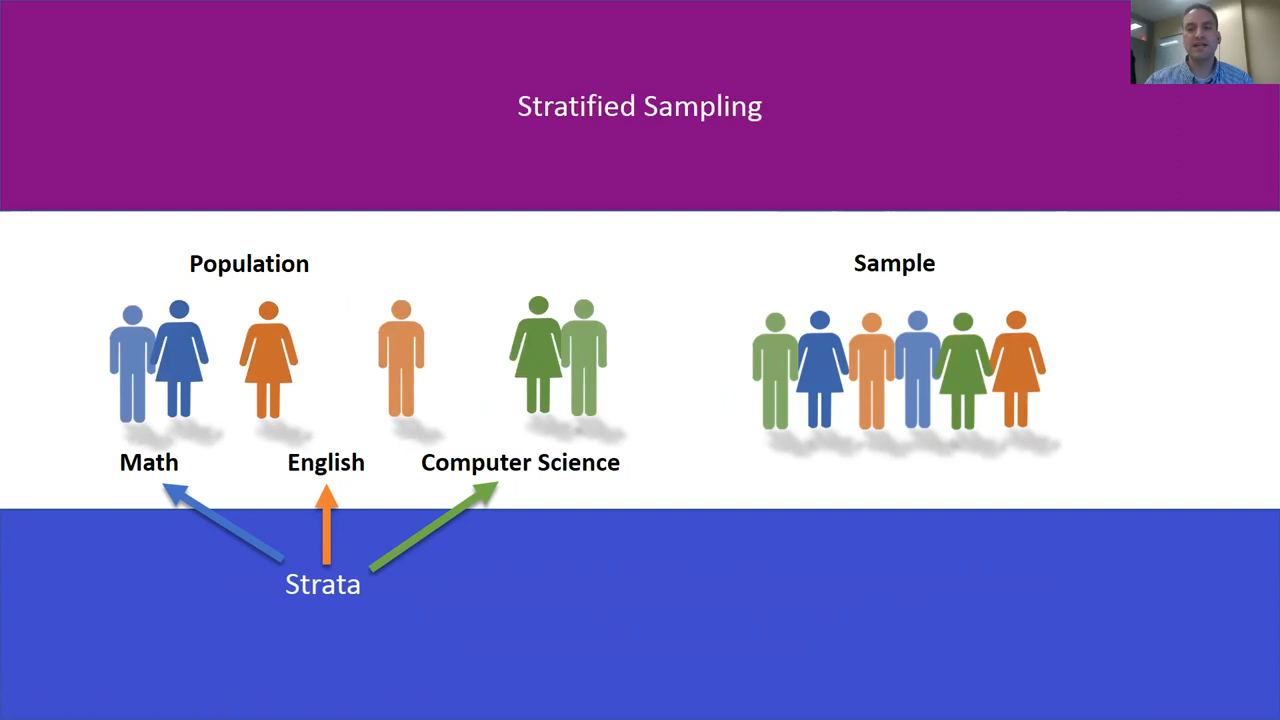 Stratified Sampling
Population
Sample
Math
English
Computer Science
Strata